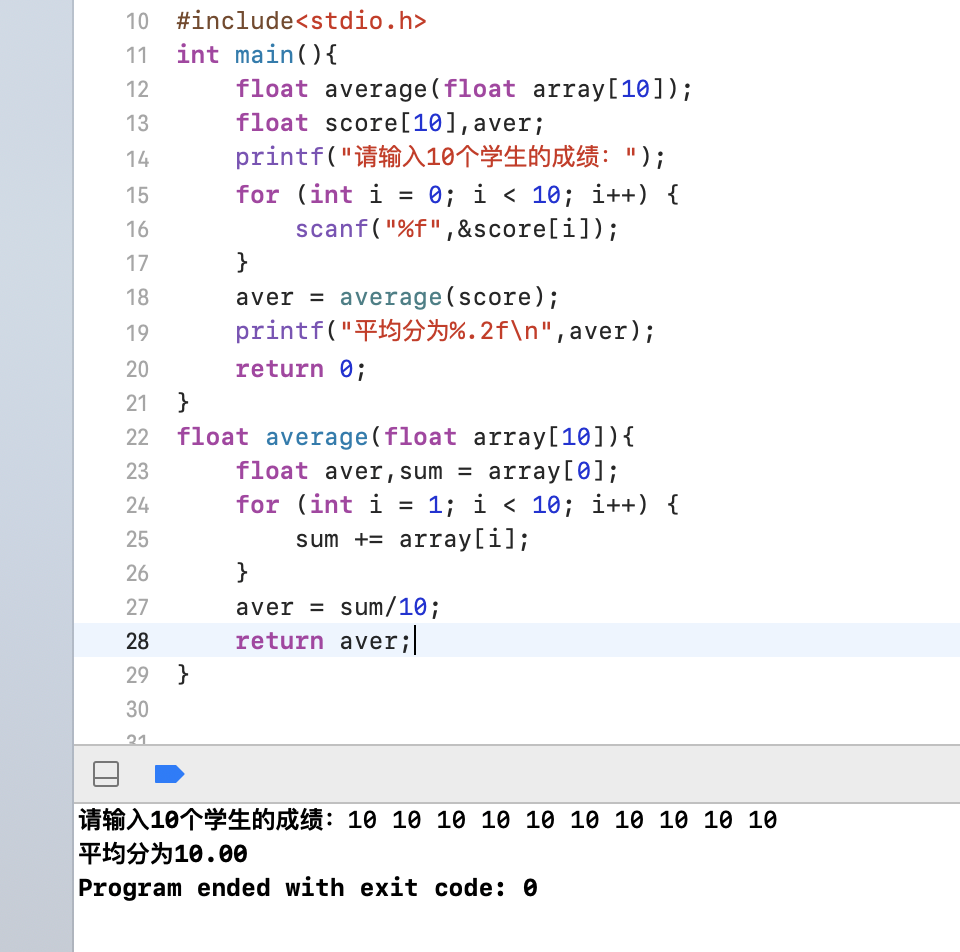 10 #include<stdio.h>
11 int main(){
12     float average(float array[10]);
13     float score[10],aver;
14     printf("请输入10个学生的成绩：");
15     for (int i = 0; i < 10; i++) {
16         scanf("%f",&score[i]);
17     }
18     aver = average(score);
19     printf("平均分为%.2f\n",aver);
20     return 0;
21 }
22 float average(float array[10]){
23     float aver,sum = array[0];
24     for (int i = 1; i < 10; i++) {
25         sum += array[i];
26     }
27     aver = sum/10;
28     return aver;
29 }
30
31
请输入10个学生的成绩：10 10 10 10 10 10 10 10 10 10
平均分为10.00
Program ended with exit code: 0